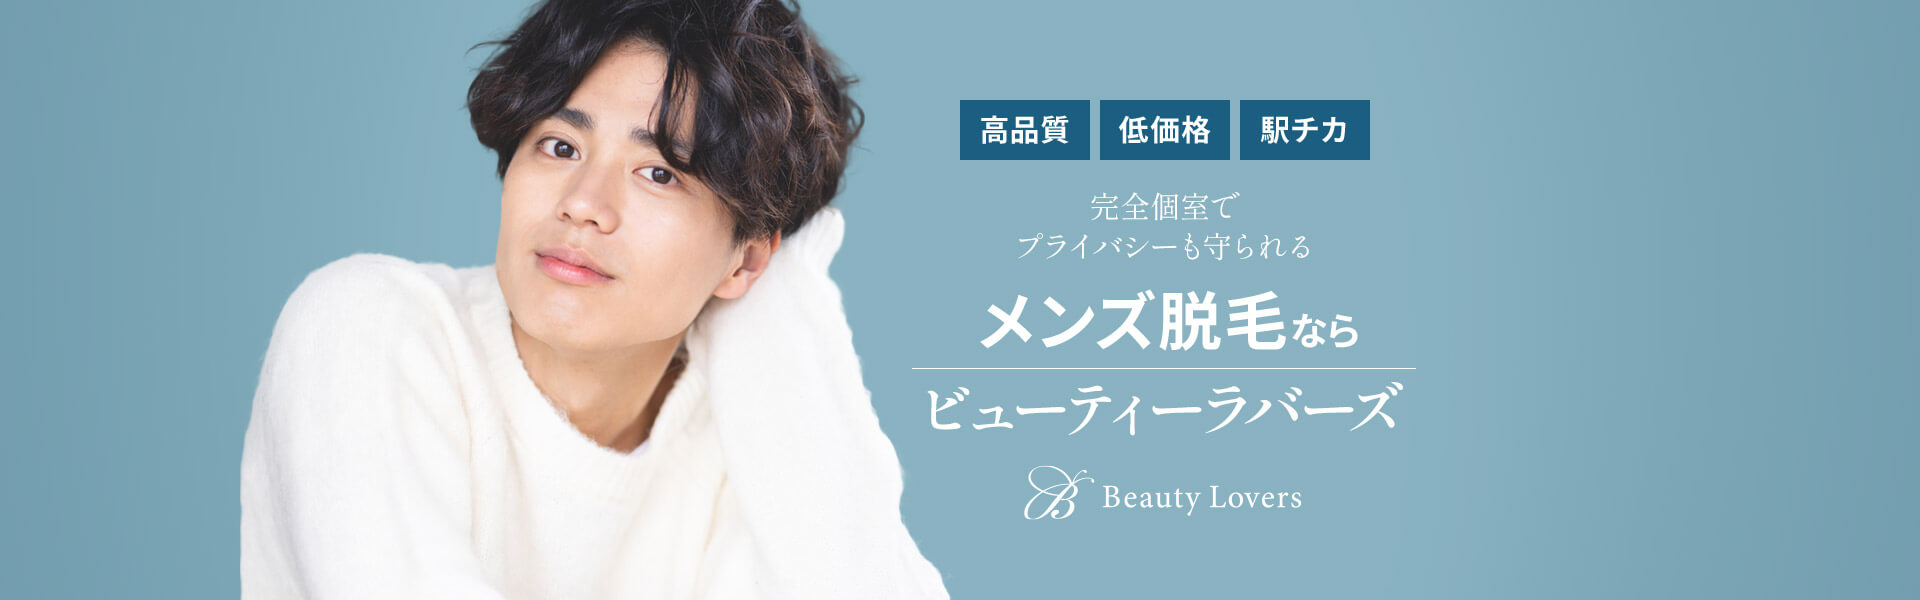 高品質 低価格 駅チカ
完全個室で
プライバシーも守られる
メンズ脱毛なら
ビューティーラバーズ
B Beauty Lovers